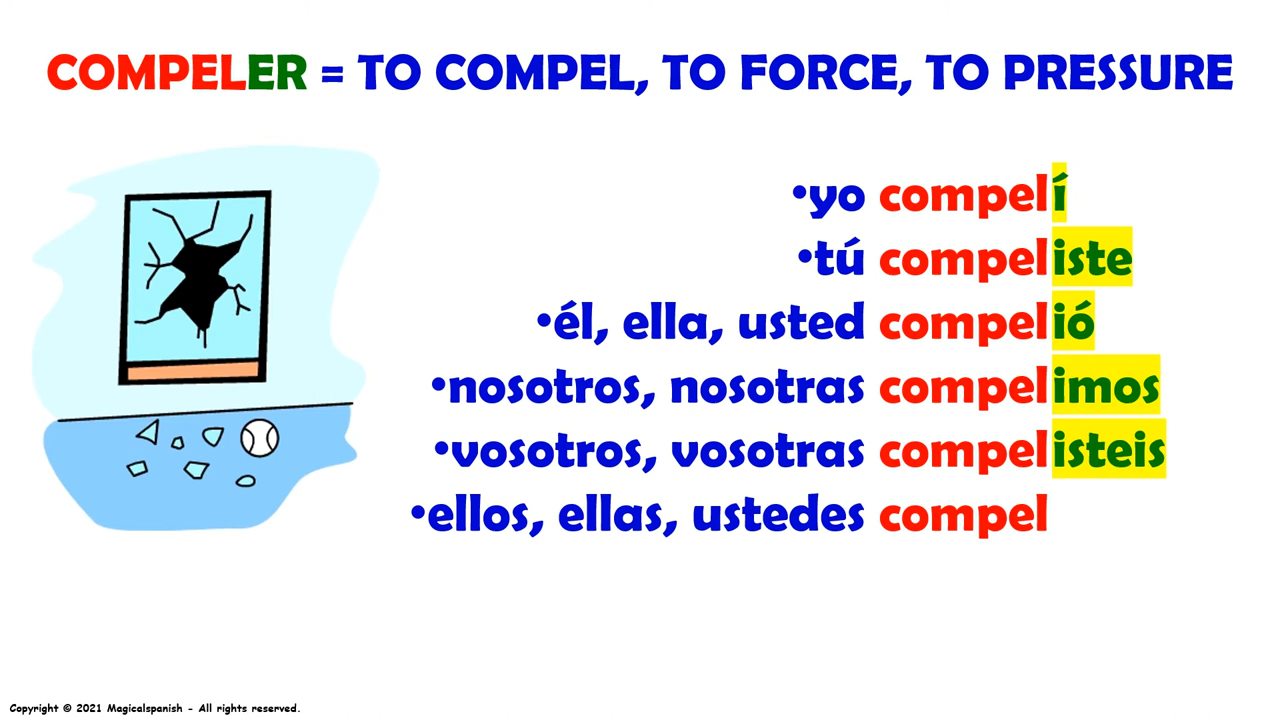 COMPELER = TO COMPEL, TO FORCE, TO PRESSURE
•yo compelí
•tú compeliste
•él, ella, usted compelió
•nosotros, nosotras compelimos
•vosotros, vosotras compelisteis
•ellos, ellas, ustedes compel
Copyright © 2021 Magicalspanish - All rights reserved.